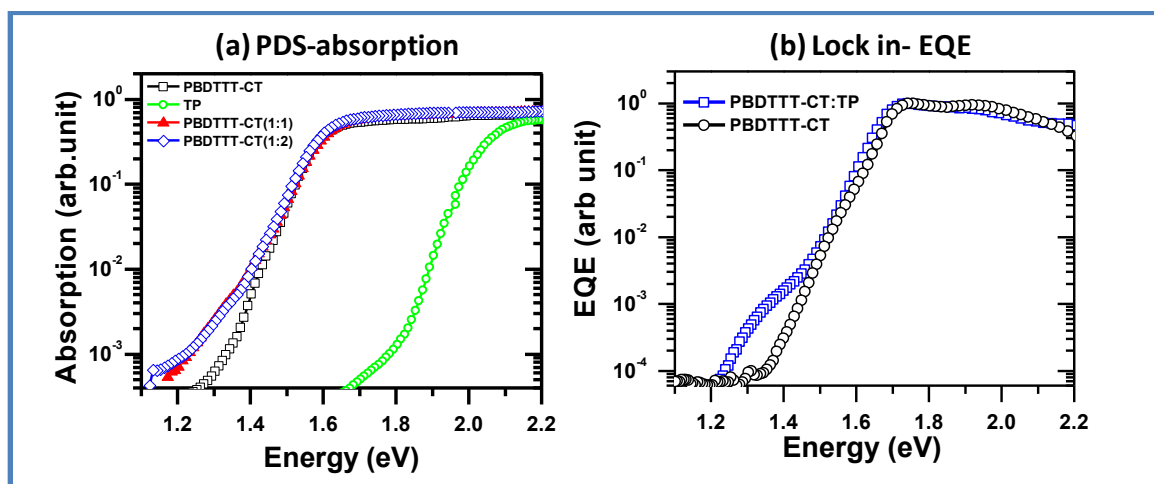 (a) PDS-absorption
Absorption (arb.unit)
10⁰
10⁻¹
10⁻²
10⁻³
PBDTTT-CT
TP
PBDTTT-CT(1:1)
PBDTTT-CT(1:2)
1.2 1.4 1.6 1.8 2.0 2.2
Energy (eV)
(b) Lock in- EQE
EQE (arb unit)
10⁰
10⁻¹
10⁻²
10⁻³
10⁻⁴
PBDTTT-CT:TP
PBDTTT-CT
1.2 1.4 1.6 1.8 2.0 2.2
Energy (eV)